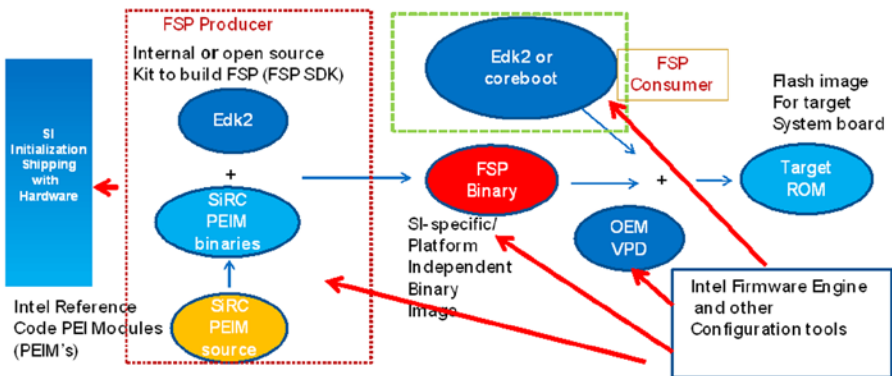 FSP Producer
Internal or open source
Kit to build FSP (FSP SDK)
Edk2
+
SiRC
PEIM
binaries
SiRC
PEIM
source
SI
Initialization
Shipping
with
Hardware
Intel Reference
Code PEI Modules
(PEIM's)
Edk2 or
coreboot
FSP
Consumer
FSP
Binary
SI-specific/
Platform
Independent
Binary
Image
+
OEM
VPD
Flash image
For target
System board
Target
ROM
Intel Firmware Engine
and other
Configuration tools